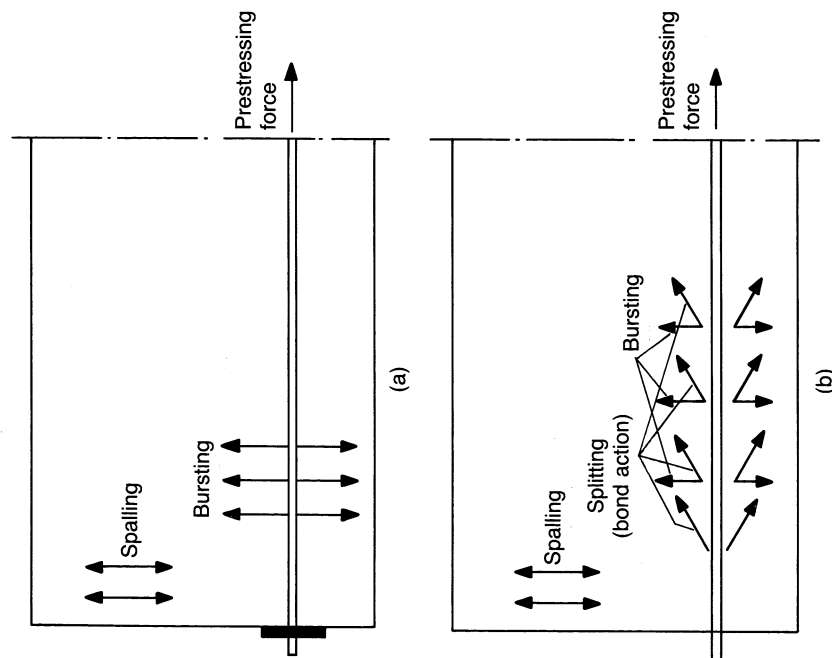 Prestressing
force
Spalling
Bursting
(a)
Prestressing
force
Spalling
Splitting
(bond action)
Bursting
(b)